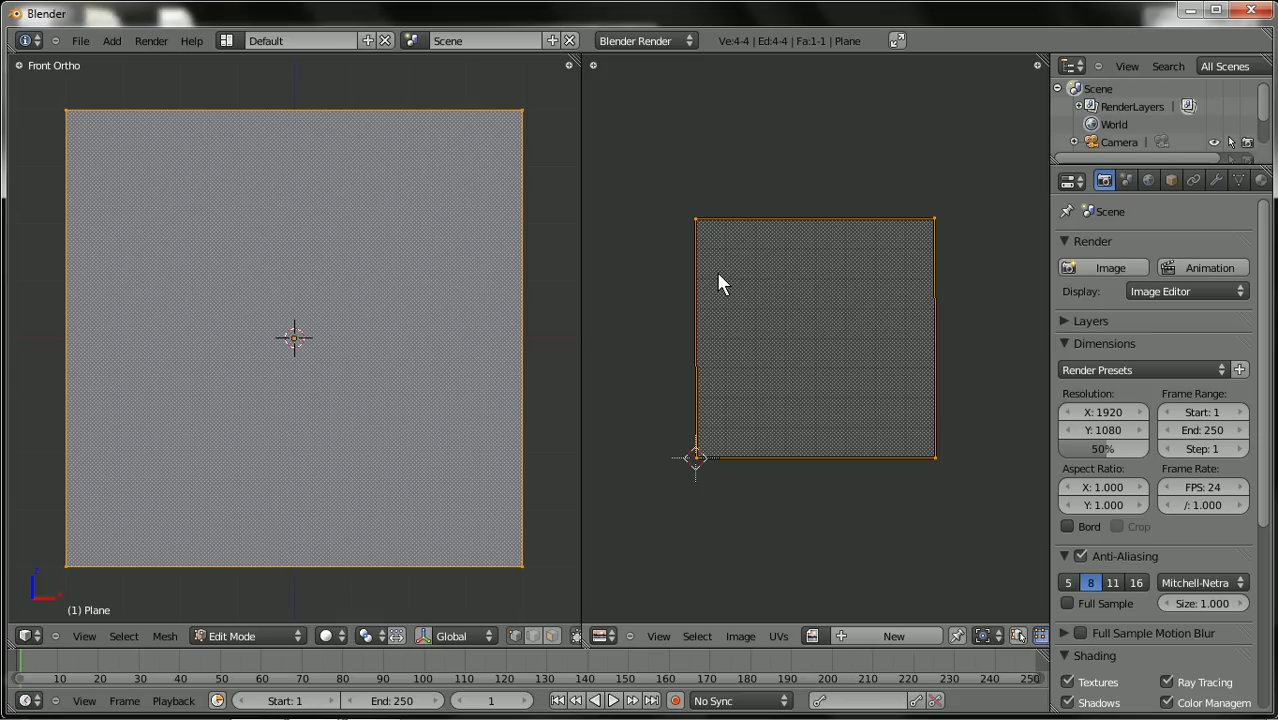 Blender
File Add Render Help Default Scene Blender Render Ve:4-4 | Ed:4-4 | Fa:1-1 | Plane
Front Ortho
View Search All Scenes
Scene
RenderLayers |
World
Camera |
Scene
Render
Image Animation
Display: Image Editor
Layers
Dimensions
Render Presets
Resolution: Frame Range:
X: 1920 Start: 1
Y: 1080 End: 250
50% Step: 1
Aspect Ratio: Frame Rate:
X: 1.000 FPS: 24
Y: 1.000 /: 1.000
Bord Crop
Anti-Aliasing
5 8 11 16 Mitchell-Netra
Full Sample Size: 1.000
Full Sample Motion Blur
Shading
Textures Ray Tracing
Shadows Color Managem
z
x
(1) Plane
View Select Mesh Edit Mode Global View Select Image UVs New
10 20 30 40 50 60 70 80 90 100 110 120 130 140 150 160 170 180 190 200 210 220 230 240 250
View Frame Playback Start: 1 End: 250 1 No Sync